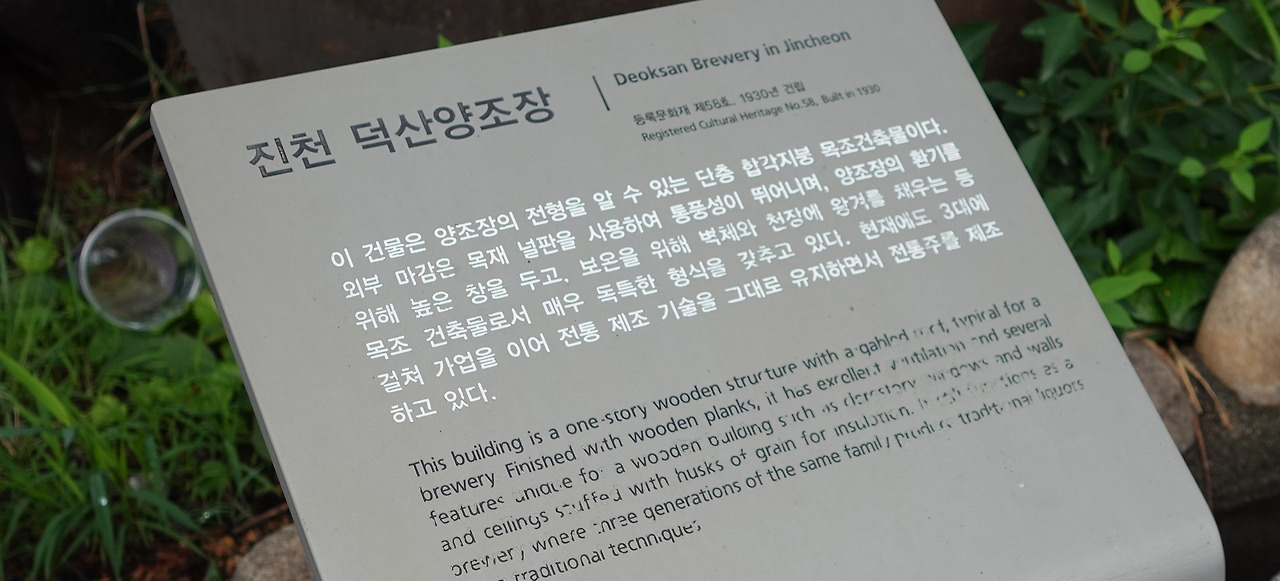 진천 덕산양조장
Deoksan Brewery in Jincheon
등록문화재 제58호. 1930년 건립
Registered Cultural Heritage No.58, Built in 1930
이 건물은 양조장의 전형을 알 수 있는 단층 합각지붕 목조건축물이다.
외부 마감은 목재 널판을 사용하여 통풍성이 뛰어나며, 양조장의 환기를
위해 높은 창을 두고, 보온을 위해 벽체와 천장에 왕겨를 채우는 등
목조 건축물로서 매우 독특한 형식을 갖추고 있다. 현재에도 3대에
걸쳐 가업을 이어 전통 제조 기술을 그대로 유지하면서 전통주를 제조
하고 있다.
This building is a one-story wooden strurture with a gabled typical for a
brewery Finished with wooden planks, it has excellent ventilation and several
features unique for a wooden building such as clerestory windows and walls
and ceilings stuffed with husks of grain for insulation. functions as a
brewery where three generations of the same family produce traditional liquors
traditional techniques